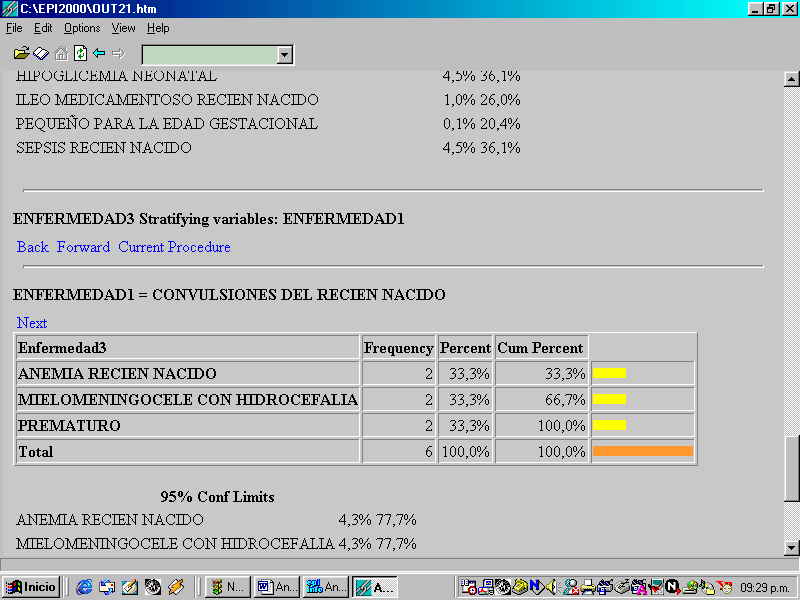 C:\EPI2000\OUT21.htm
File Edit Options View Help
HIPOGLICEMIA NEONATAL 4,5% 36,1%
ILEO MEDICAMENTOSO RECIEN NACIDO 1,0% 26,0%
PEQUEÑO PARA LA EDAD GESTACIONAL 0,1% 20,4%
SEPSIS RECIEN NACIDO 4,5% 36,1%
ENFERMEDAD3 Stratifying variables: ENFERMEDAD1
Back Forward Current Procedure
ENFERMEDAD1 = CONVULSIONES DEL RECIEN NACIDO
Next
Enfermedad3 Frequency Percent Cum Percent
ANEMIA RECIEN NACIDO 2 33,3% 33,3%
MIELOMENINGOCELE CON HIDROCEFALIA 2 33,3% 66,7%
PREMATURO 2 33,3% 100,0%
Total 6 100,0% 100,0%
95% Conf Limits
ANEMIA RECIEN NACIDO 4,3% 77,7%
MIELOMENINGOCELE CON HIDROCEFALIA 4,3% 77,7%
Inicio N... An... An... A... 09:29 p.m.